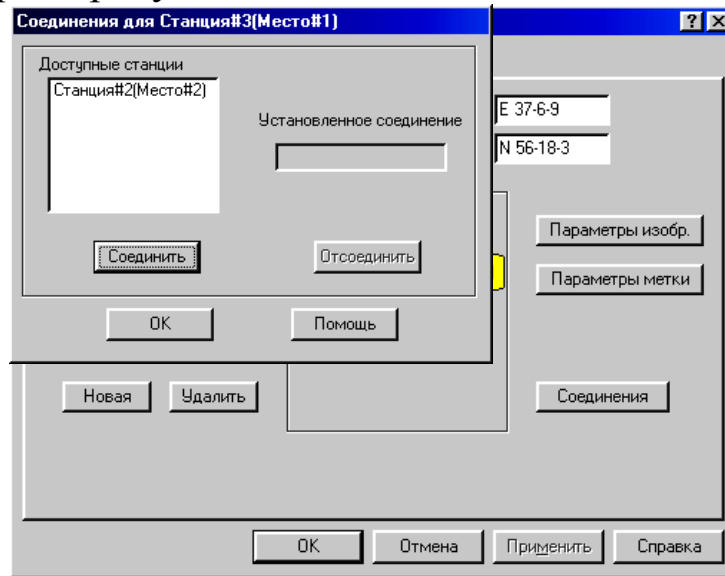 Соединения для Станция#3(Место#1)
Доступные станции
Станция#2(Место#2)
Установленное соединение
E 37-6-9
N 56-18-3
Параметры изобр.
Соединить
Отсоединить
Параметры метки
OK
Помощь
Новая
Удалить
Соединения
OK
Отмена
Применить
Справка